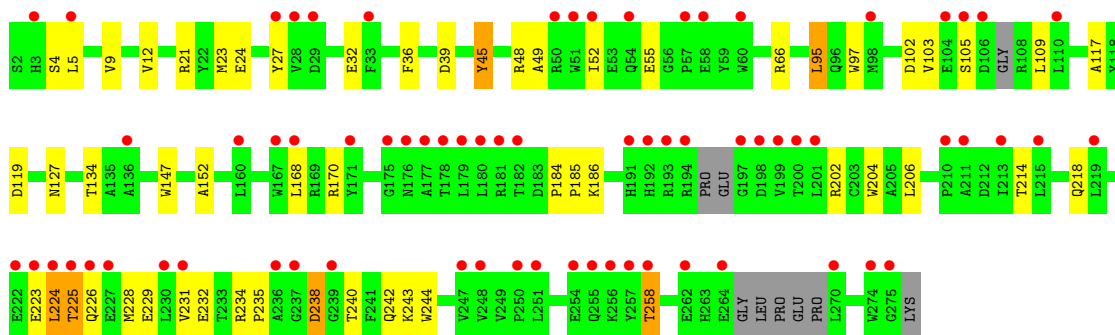 S2 H3 S4 L5 V9 V12 R21 Y22 M23 E24 Y27 V28 D29 E32 F33 F36 D39 Y45 R48 A49 R50 W51 I52 E53 Q54 E55 G56 P57 E58 Y59 W60 R66 L95 Q96 W97 M98 D102 V103 E104 S105 D106 GLY R108 L109 L110 A117 Y118
D119 N127 T134 A135 A136 W147 A152 L160 W167 L168 R169 R170 Y171 G175 N176 A177 T178 L179 L180 R181 T182 D183 P184 P185 K186 H191 H192 R193 R194 PRO GLU G197 D198 V199 T200 L201 R202 C203 W204 A205 L206 P210 A211 D212 I213 T214 L215 Q218 L219
E222 E223 L224 T225 Q226 E227 M228 E229 L230 V231 E232 T233 R234 P235 A236 G237 D238 G239 T240 F241 Q242 K243 W244 V247 V248 V249 P250 L251 E254 Q255 K256 Y257 T258 E262 H263 E264 GLY LEU PRO GLU PRO L270 W274 G275 LYS